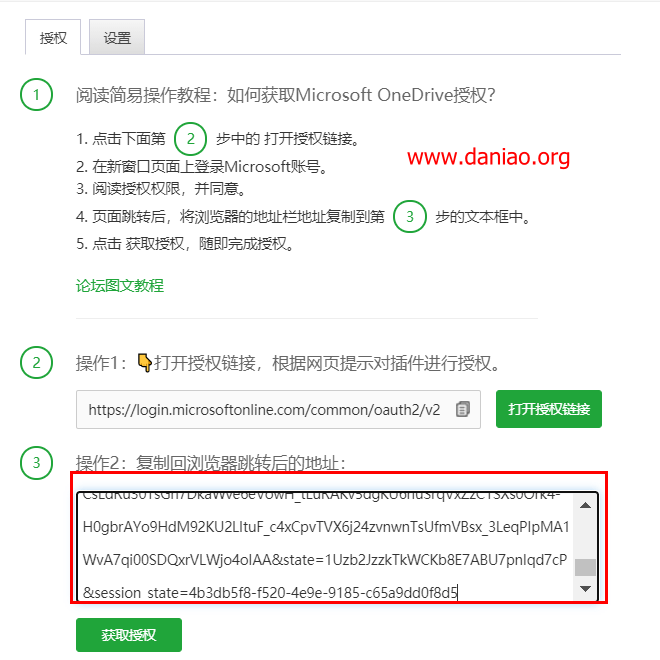 授权
设置
1
阅读简易操作教程：如何获取Microsoft OneDrive授权？
1. 点击下面第 2 步中的 打开授权链接。
2. 在新窗口页面上登录Microsoft账号。
www.daniao.org
3. 阅读授权权限，并同意。
4. 页面跳转后，将浏览器的地址栏地址复制到第 3 步的文本框中。
5. 点击 获取授权，随即完成授权。
论坛图文教程
2
操作1：👇打开授权链接，根据网页提示对插件进行授权。
https://login.microsoftonline.com/common/oauth2/v2
打开授权链接
3
操作2：复制回浏览器跳转后的地址：
H0gbrAYo9HdM92KU2LItuF_c4xCpvTVX6j24zvnwnTsUfmVBsx_3LeqPIpMA1
WvA7qi00SDQxrVLWjo4oIAA&state=1Uzb2JzzkTkWCKb8E7ABU7pnIqd7cP
&session_state=4b3db5f8-f520-4e9e-9185-c65a9dd0f8d5
获取授权